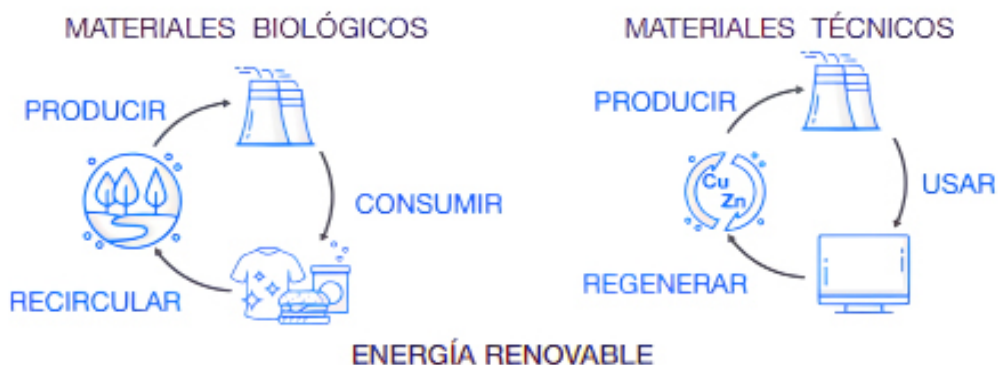 MATERIALES BIOLÓGICOS
PRODUCIR
CONSUMIR
RECIRCULAR
MATERIALES TÉCNICOS
PRODUCIR
Cu
Zn
USAR
REGENERAR
ENERGÍA RENOVABLE